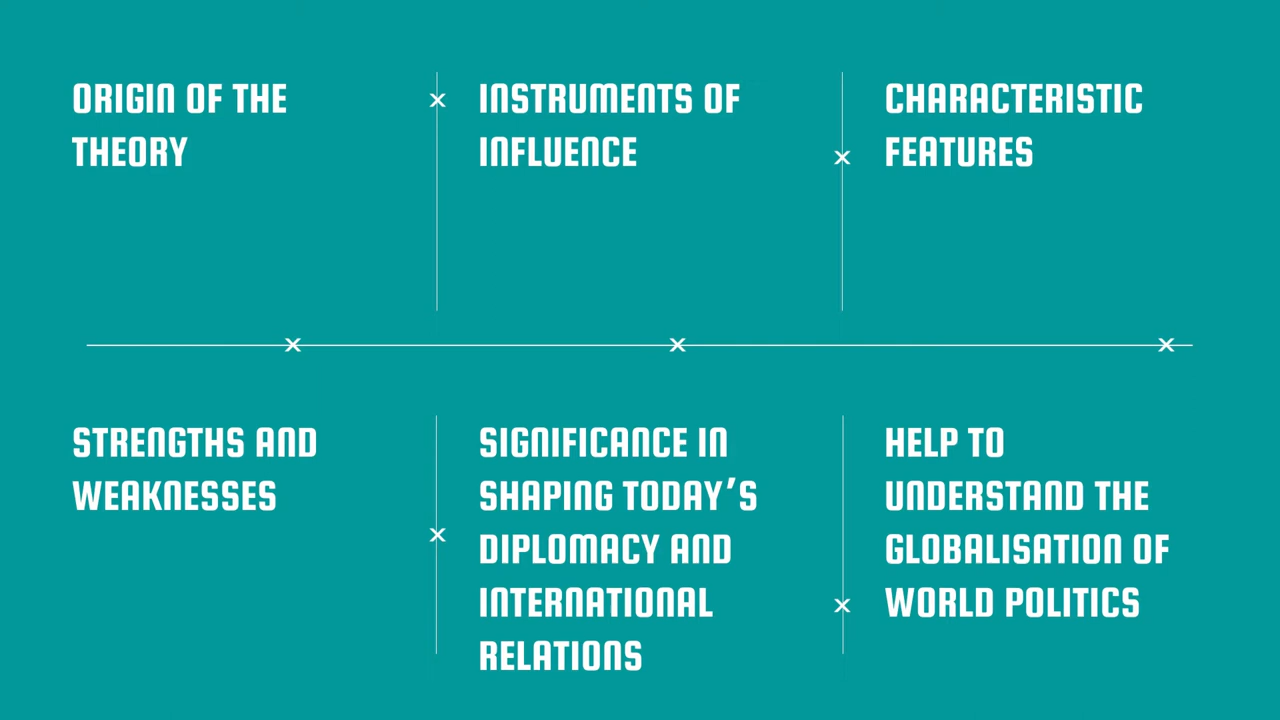 ORIGIN OF THE
THEORY
INSTRUMENTS OF
INFLUENCE
CHARACTERISTIC
FEATURES
STRENGTHS AND
WEAKNESSES
SIGNIFICANCE IN
SHAPING TODAY'S
DIPLOMACY AND
INTERNATIONAL
RELATIONS
HELP TO
UNDERSTAND THE
GLOBALISATION OF
WORLD POLITICS